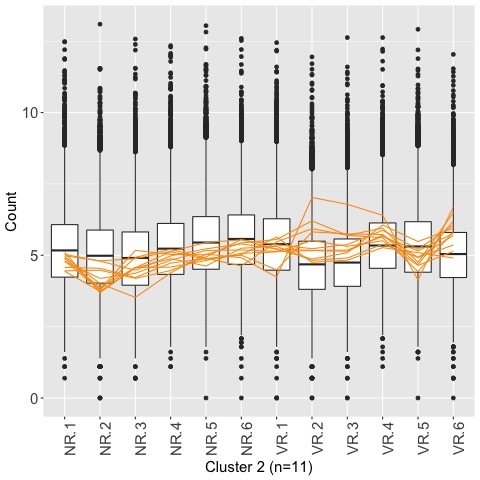 10
5
0
Count
NR.1
NR.2
NR.3
NR.4
NR.5
NR.6
VR.1
VR.2
VR.3
VR.4
VR.5
VR.6
Cluster 2 (n=11)